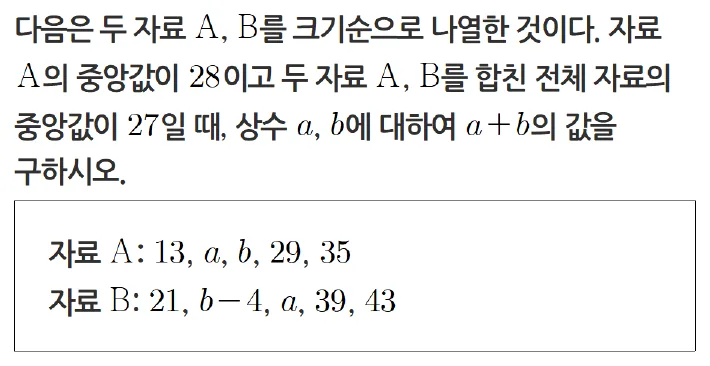 다음은 두 자료 A, B를 크기순으로 나열한 것이다. 자료
A의 중앙값이 28이고 두 자료 A, B를 합친 전체 자료의
중앙값이 27일 때, 상수 a, b에 대하여 a+b의 값을
구하시오.
자료 A: 13, a, b, 29, 35
자료 B: 21, b-4, a, 39, 43